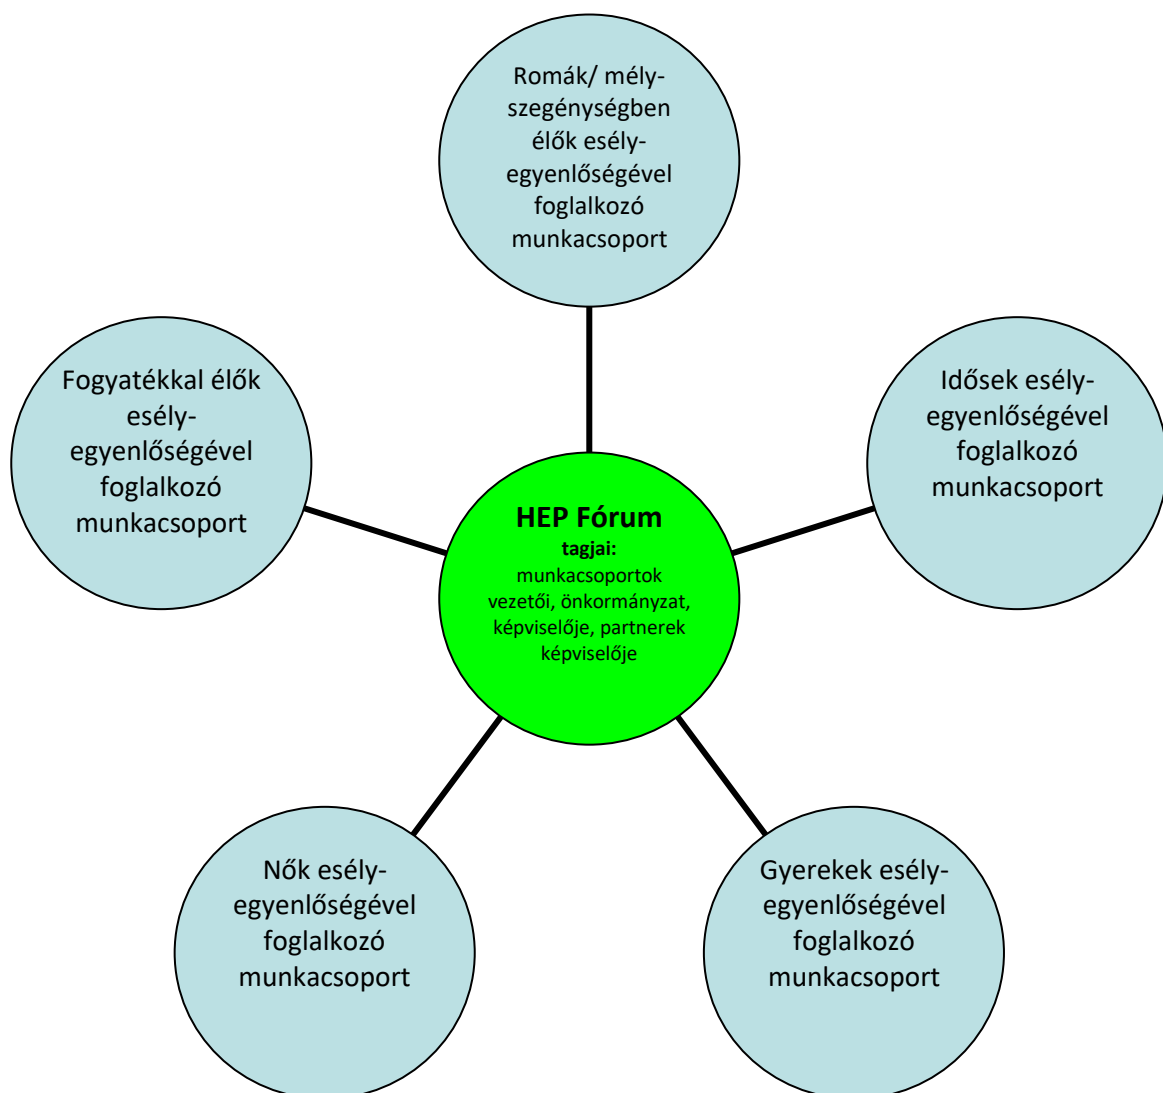 Romák/ mély-
szegénységben
élők esély-
egyenlőségével
foglalkozó
munkacsoport
Fogyatékkal élők
esély-
egyenlőségével
foglalkozó
munkacsoport
Idősek esély-
egyenlőségével
foglalkozó
munkacsoport
HEP Fórum
tagjai:
munkacsoportok
vezetői, önkormányzat,
képviselője, partnerek
képviselője
Nők esély-
egyenlőségével
foglalkozó
munkacsoport
Gyerekek esély-
egyenlőségével
foglalkozó
munkacsoport